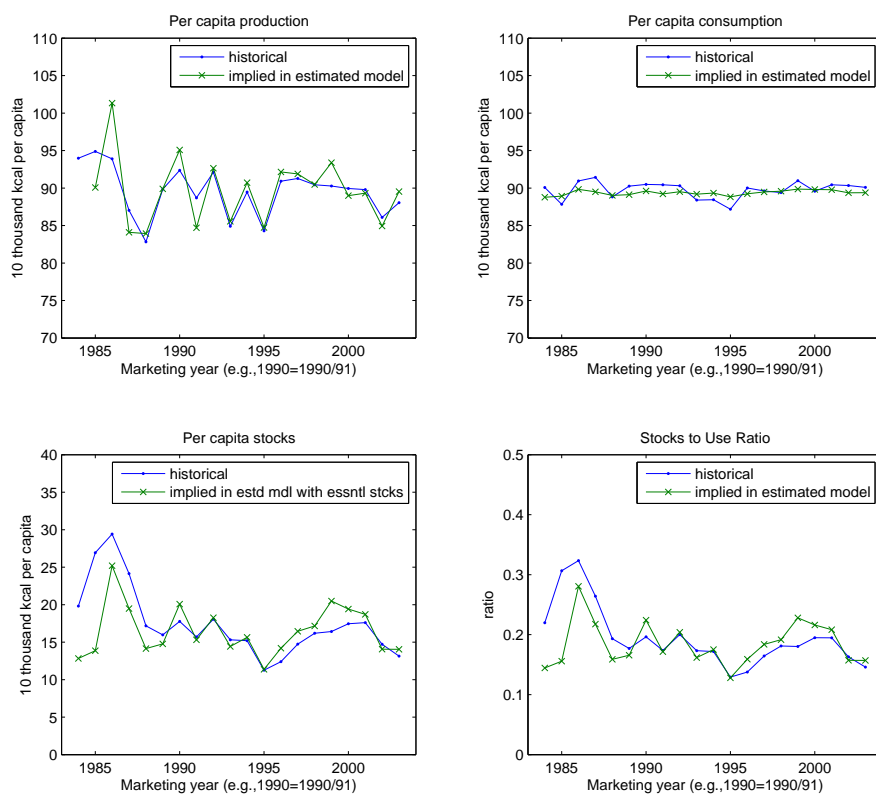 Per capita production
110
105
100
95
90
85
80
75
70
10 thousand kcal per capita
historical
implied in estimated model
1985
1990
1995
2000
Marketing year (e.g.,1990=1990/91)
Per capita consumption
110
105
100
95
90
85
80
75
70
10 thousand kcal per capita
historical
implied in estimated model
1985
1990
1995
2000
Marketing year (e.g.,1990=1990/91)
Per capita stocks
40
35
30
25
20
15
10
5
0
10 thousand kcal per capita
historical
implied in estd mdl with essntl stcks
1985
1990
1995
2000
Marketing year (e.g.,1990=1990/91)
Stocks to Use Ratio
0.5
0.4
0.3
0.2
0.1
0
ratio
historical
implied in estimated model
1985
1990
1995
2000
Marketing year (e.g.,1990=1990/91)